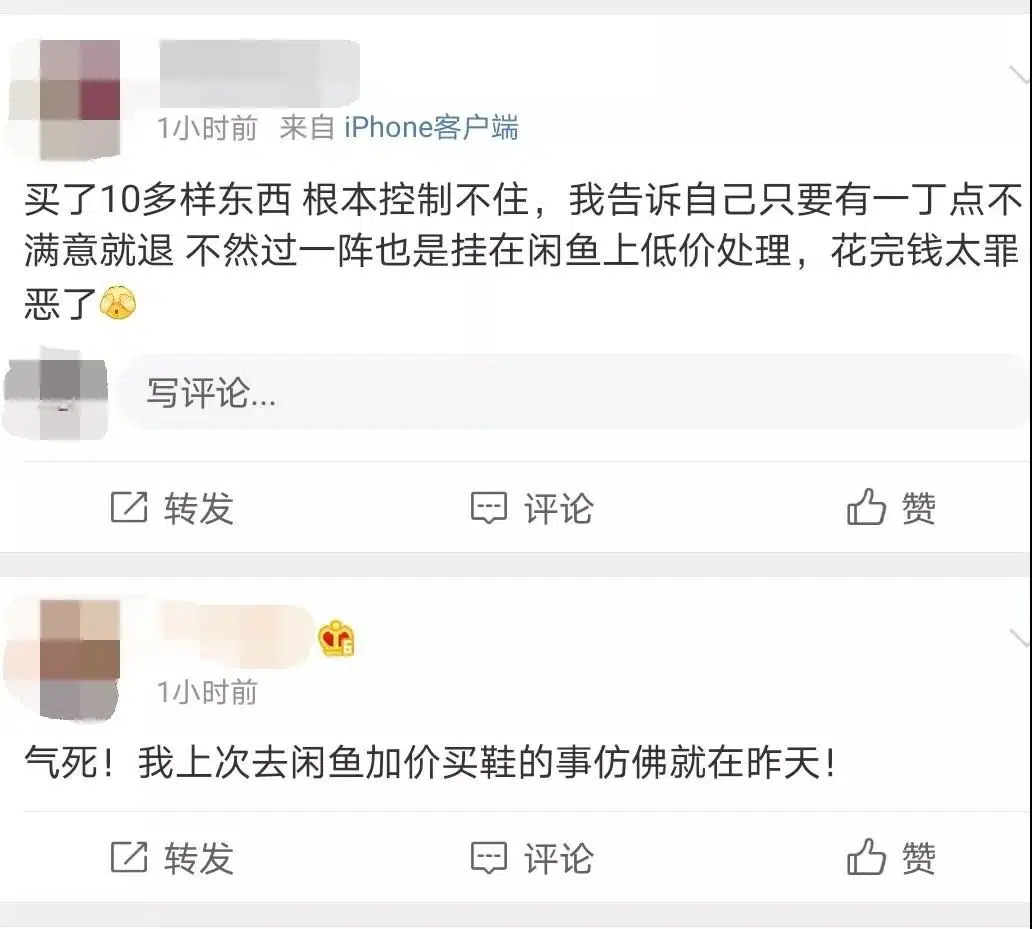 1小时前 来自 iPhone客户端
买了10多样东西 根本控制不住，我告诉自己只要有一丁点不
满意就退 不然过一阵也是挂在闲鱼上低价处理，花完钱太罪
恶了
写评论...
转发 评论 赞
6
1小时前
气死！我上次去闲鱼加价买鞋的事仿佛就在昨天！
转发 评论 赞